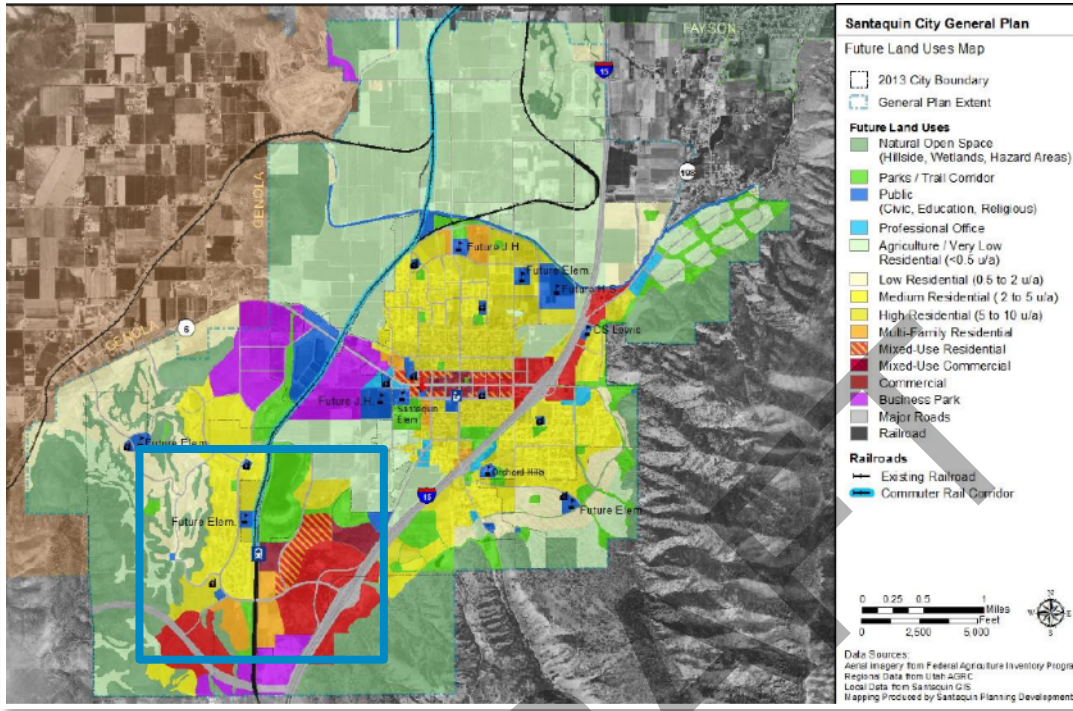 Santaquin City General Plan
Future Land Uses Map
2013 City Boundary
General Plan Extent
Future Land Uses
Natural Open Space
(Hillside, Wetlands, Hazard Areas)
Parks / Trail Corridor
Public
(Civic, Education, Religious)
Professional Office
Agriculture / Very Low
Residential (<0.5 u/a)
Low Residential (0.5 to 2 u/a)
Medium Residential ( 2 to 5 u/a)
High Residential (5 to 10 u/a)
Multi-Family Residential
Mixed-Use Residential
Mixed-Use Commercial
Commercial
Business Park
Major Roads
Railroad
Railroads
Existing Railroad
Commuter Rail Corridor
0 0.25 0.5 1
Miles
Feet
0 2,500 5,000
N
W E
S
Data Sources:
Aerial Imagery from Federal Agriculture Inventory Progra
Regional Data from Utah AGRC
Local Data from Santaquin GIS
Mapping Produced by Santaquin Planning Development
PAYSON
15
198
GENOLA
Future J.H.
Future Elem.
Future H.S.
6
GENOLA
CS Lewis
Future J.H.
Santaquin
Elem
Future Elem.
Orchard Hills
15
Future Elem.
Future Elem.